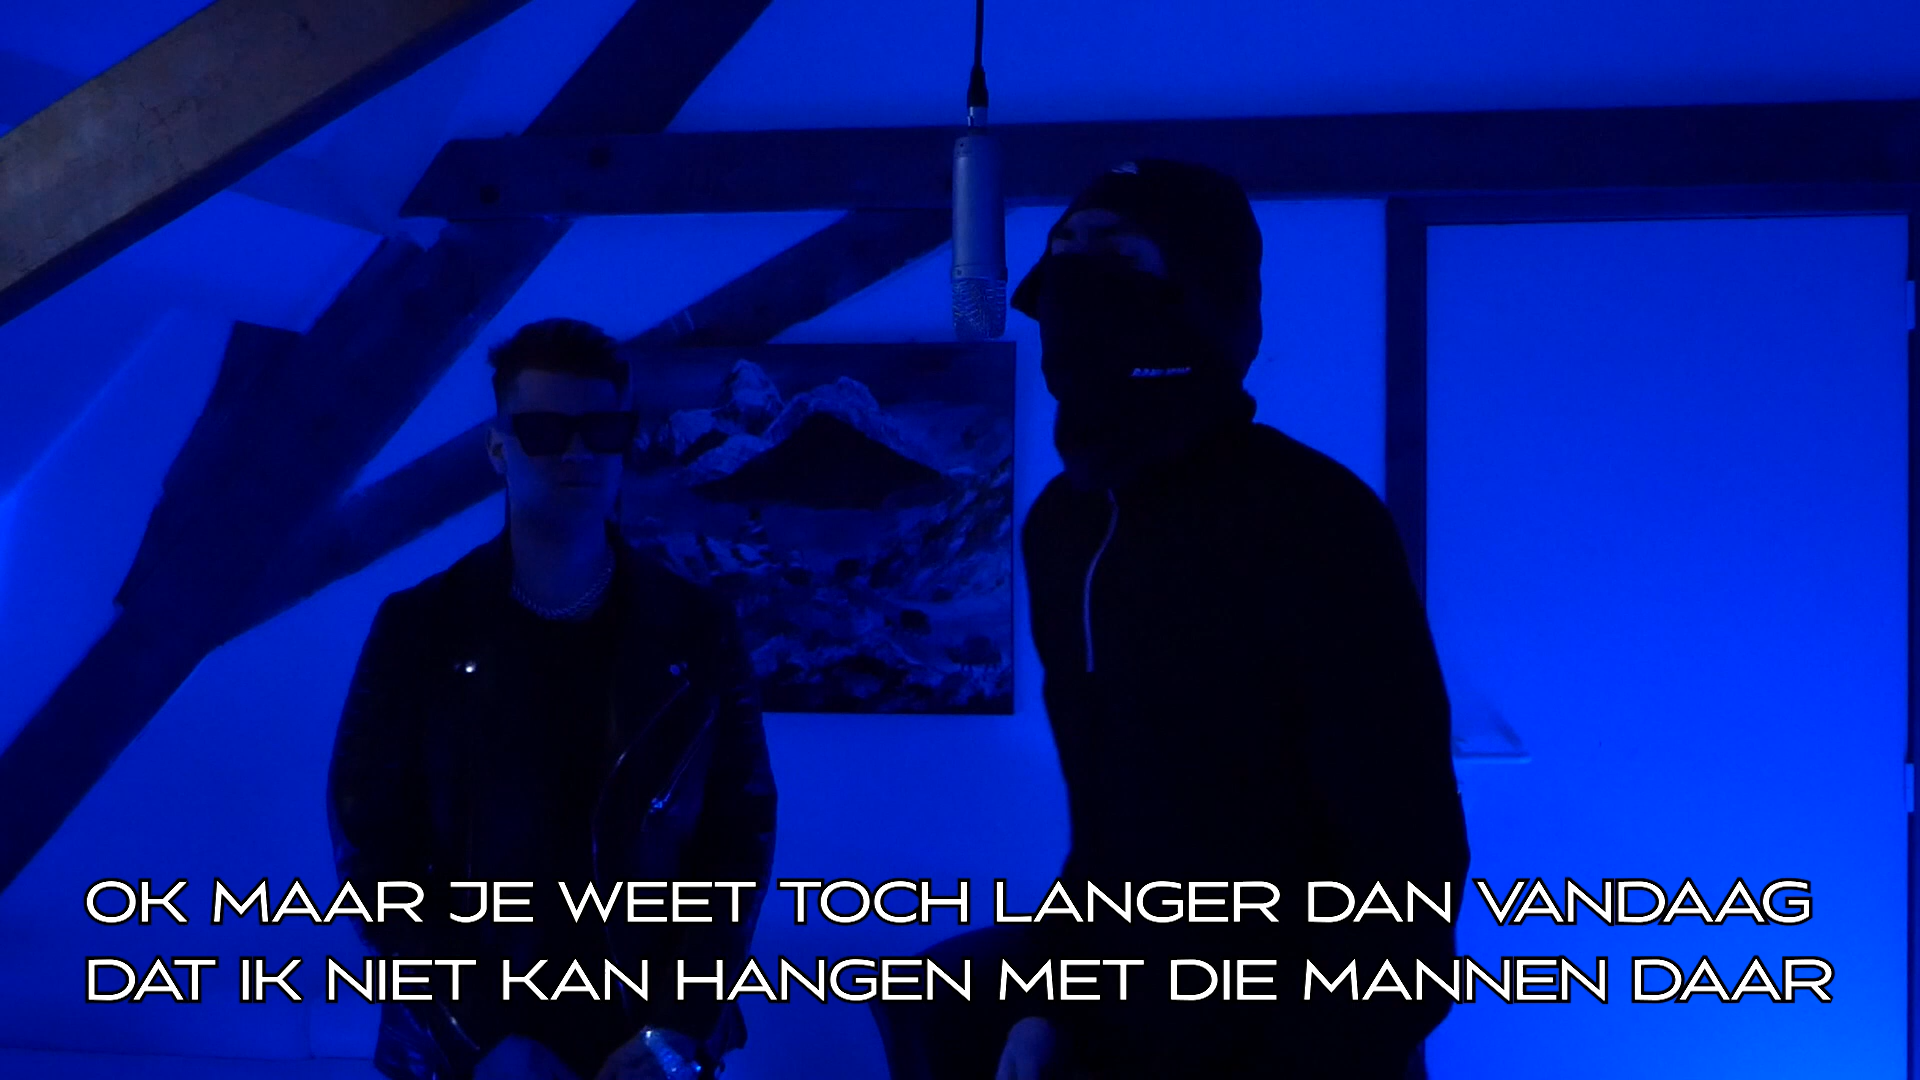 OK MAAR JE WEET TOCH LANGER DAN VANDAAG
DAT IK NIET KAN HANGEN MET DIE MANNEN DAAR